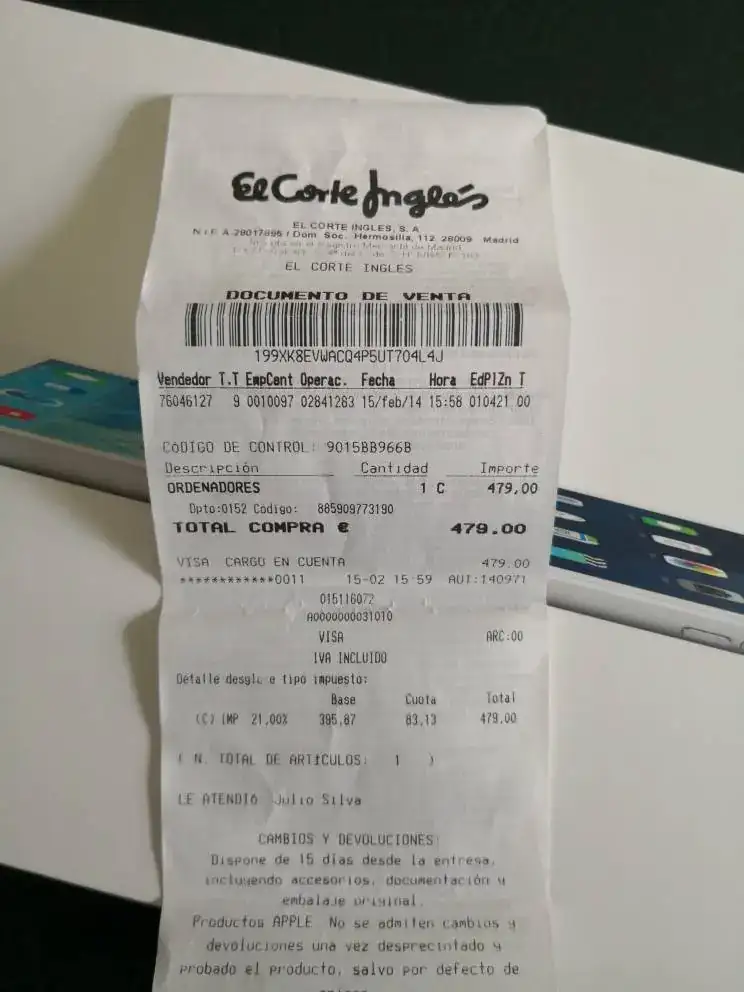 El Corte Inglés
EL CORTE INGLES, S.A.
N.I.F. A-28017895 / Dom. Soc. Hermosilla, 112. 28009 Madrid
EL CORTE INGLES
DOCUMENTO DE VENTA
199XK8EVWACQ4P5UT704L4J
Vendedor T.T EmpCent Operac. Fecha Hora EdPlZn T
76046127 9 0010097 02841283 15/feb/14 15:58 010421 00
CóDIGO DE CONTROL: 9015BB966B
Descripción Cantidad Importe
ORDENADORES 1 C 479,00
Dpto:0152 Código: 885909773190
TOTAL COMPRA € 479.00
VISA CARGO EN CUENTA 479.00
************0011 15-02 15:59 AUT:140971
015116072
A0000000031010
VISA ARC:00
IVA INCLUIDO
Detalle e tipo impuesto:
Base Cuota Total
(C) IMP 21,00% 395,87 83,13 479.00
( N. TOTAL DE ARTíCULOS: 1 )
LE ATENDIó Julio Silva
CAMBIOS Y DEVOLUCIONES:
Dispone de 15 días desde la entrega,
incluyendo accesorios, documentación y
embalaje original.
Productos APPLE. No se admiten cambios y
devoluciones una vez desprecintado y
probado el producto, salvo por defecto de